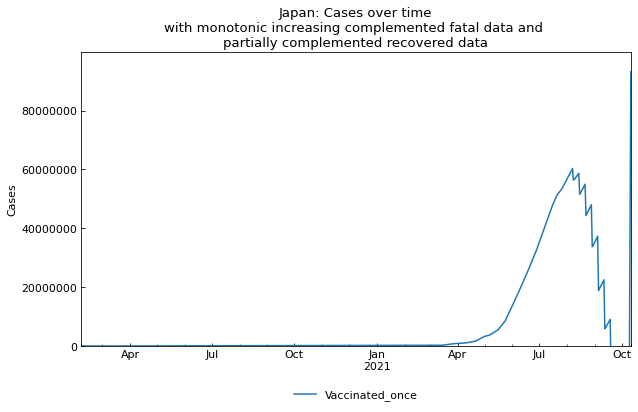 Japan: Cases over time
with monotonic increasing complemented fatal data and
partially complemented recovered data
80000000
60000000
40000000
20000000
0
Cases
Apr
Jul
Oct
Jan
2021
Apr
Jul
Oct
Vaccinated_once